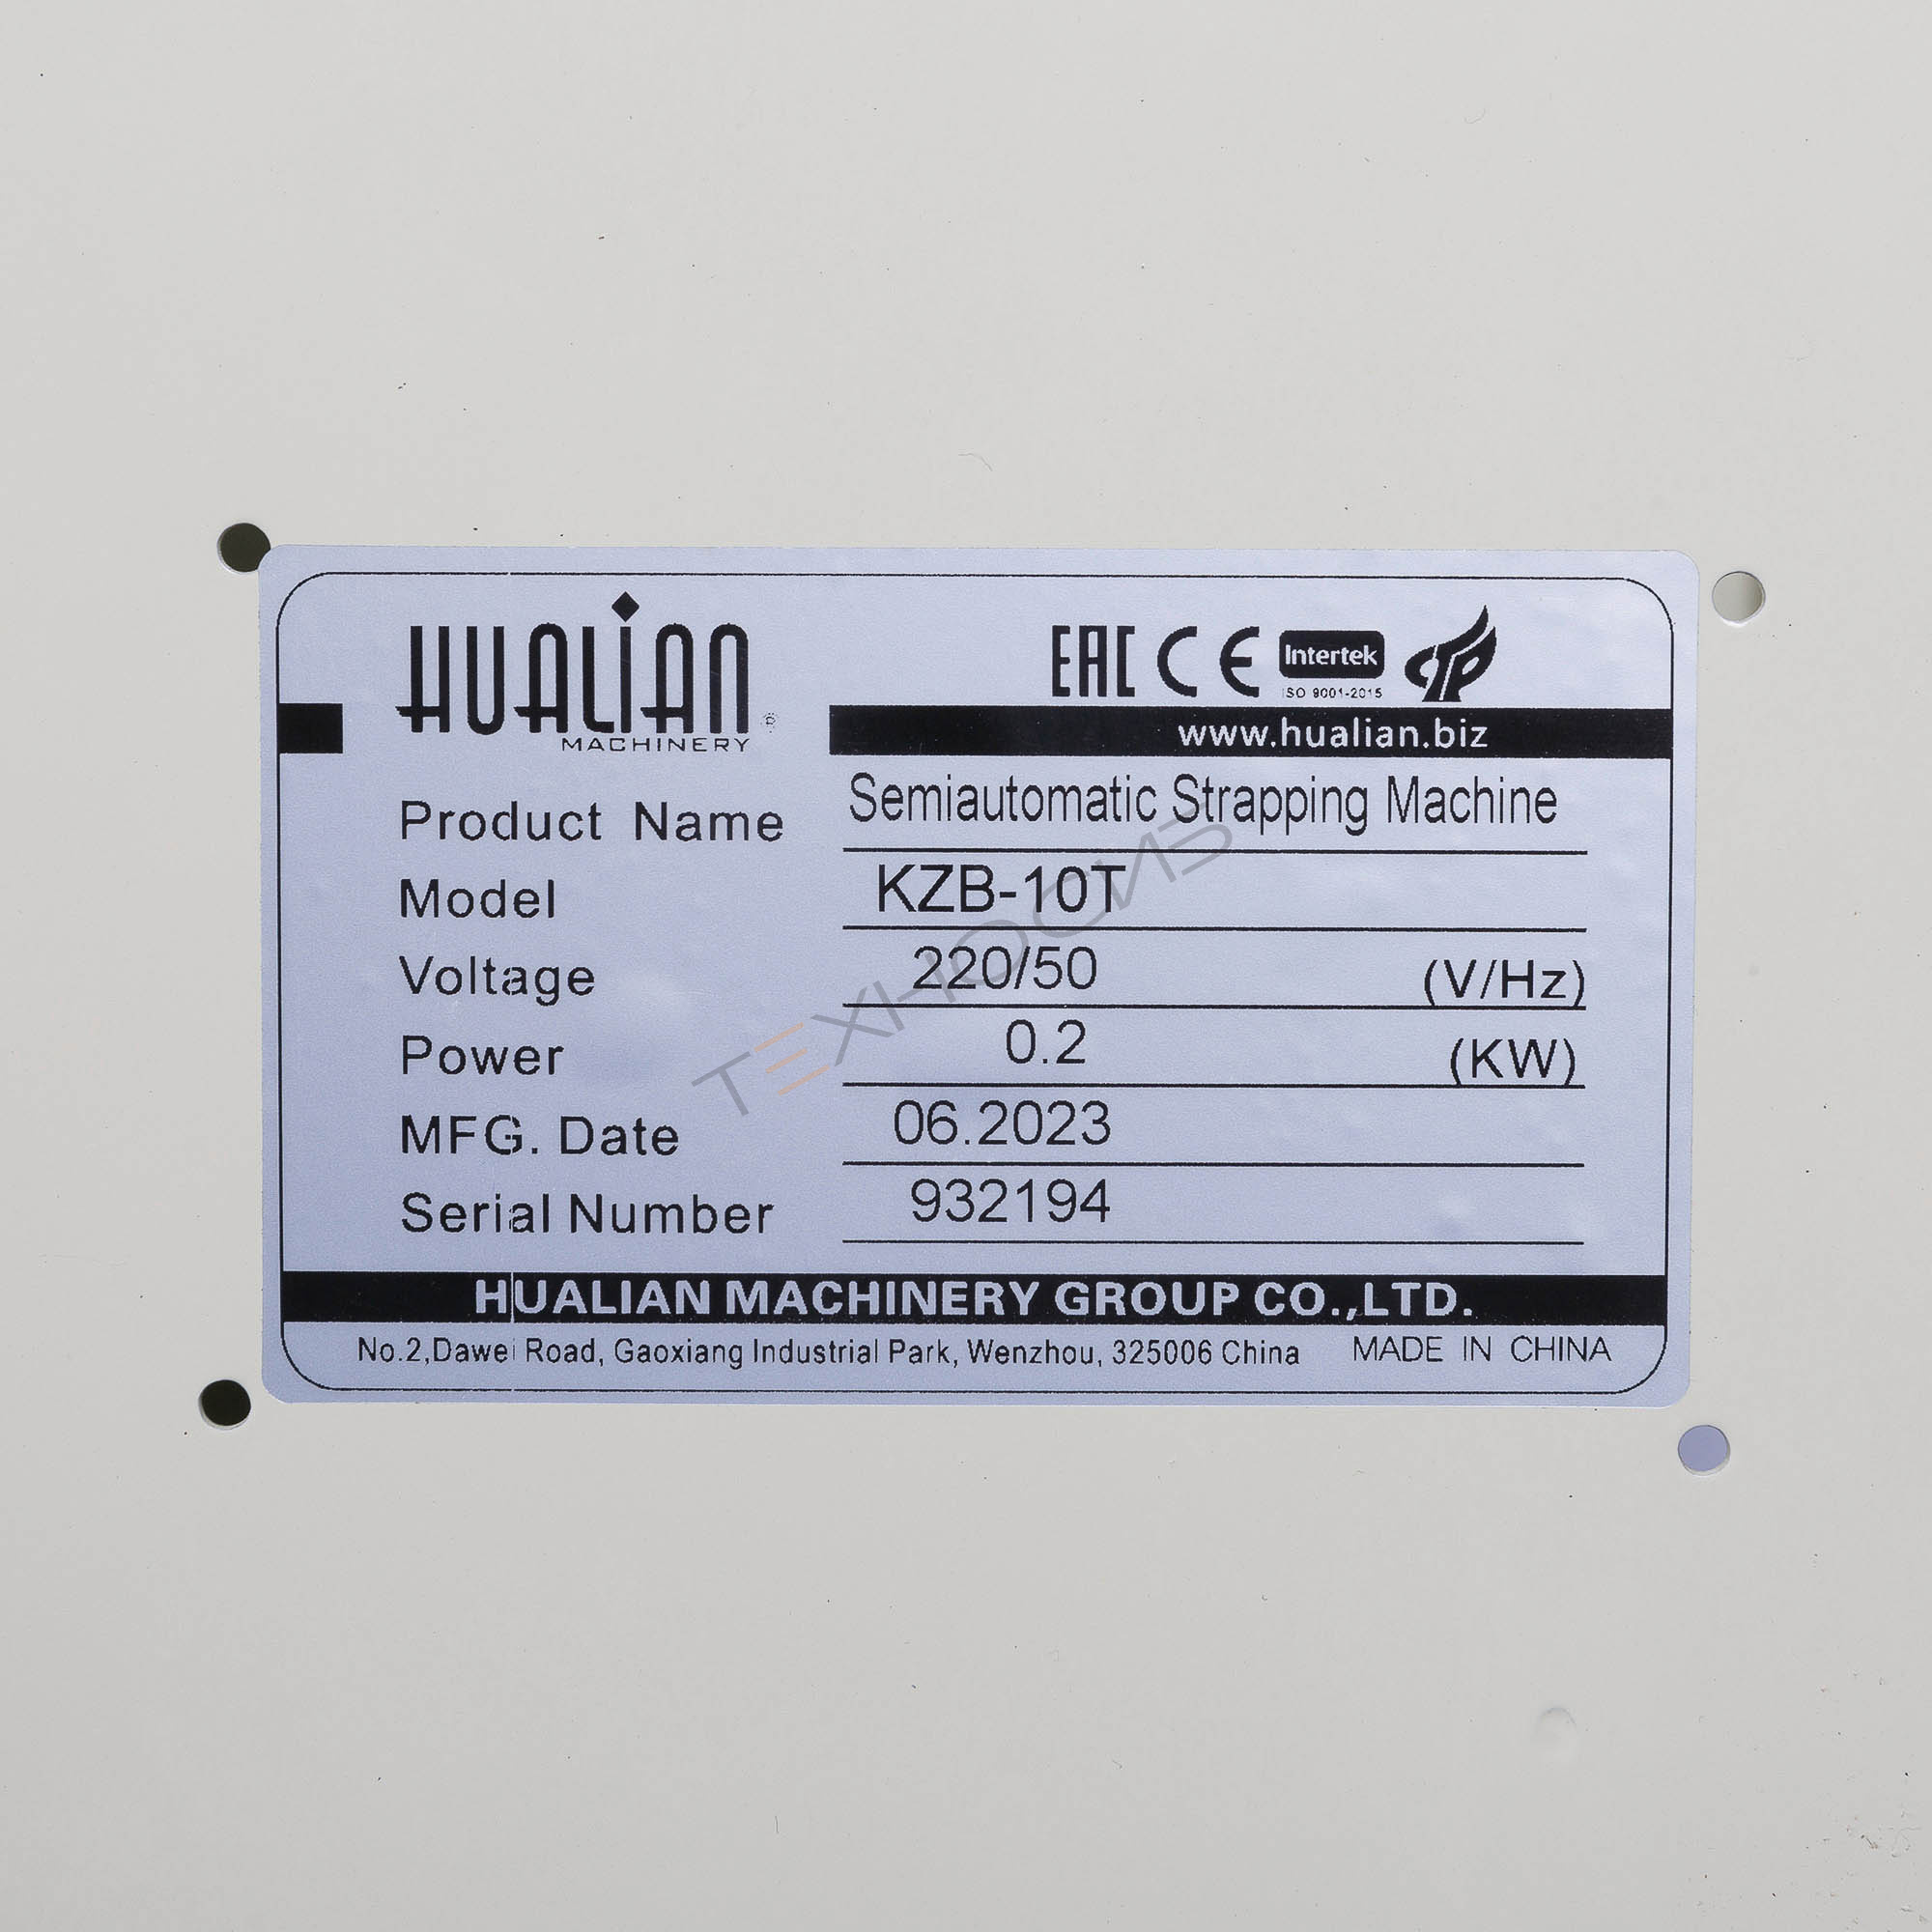 HUALIAN ®
MACHINERY
EAC CE Intertek
ISO 9001-2015
www.hualian.biz
Product Name Semiautomatic Strapping Machine
Model KZB-10T
Voltage 220/50 (V/Hz)
Power 0.2 (KW)
MFG. Date 06.2023
Serial Number 932194
HUALIAN MACHINERY GROUP CO.,LTD.
No.2,Dawei Road, Gaoxiang Industrial Park, Wenzhou, 325006 China MADE IN CHINA
ТЕХНОСИЗ